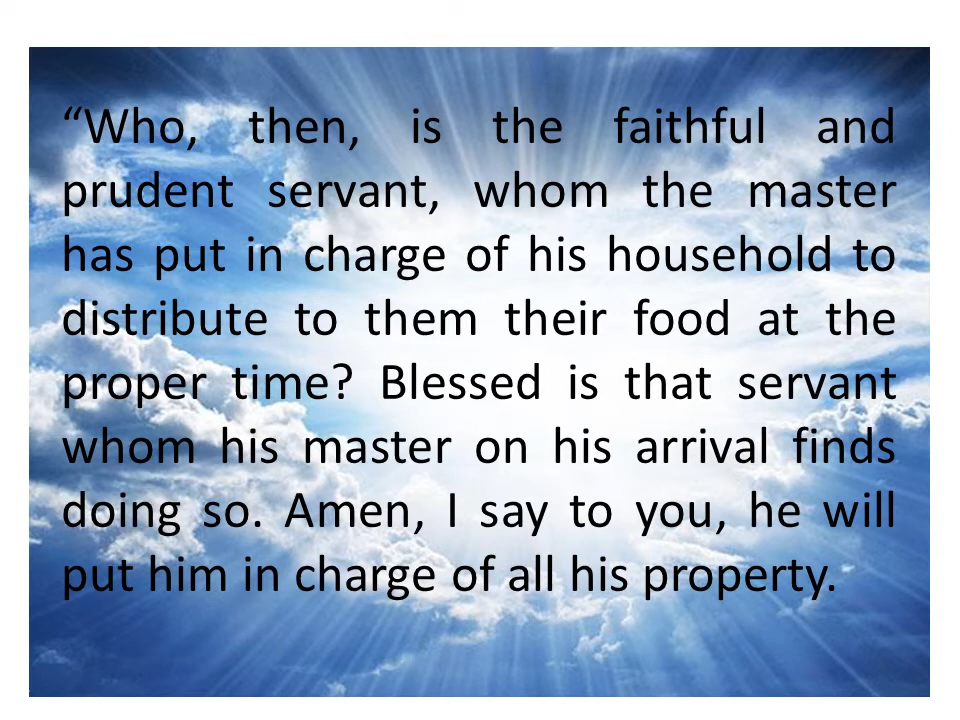 “Who, then, is the faithful and
prudent servant, whom the master
has put in charge of his household to
distribute to them their food at the
proper time? Blessed is that servant
whom his master on his arrival finds
doing so. Amen, I say to you, he will
put him in charge of all his property.